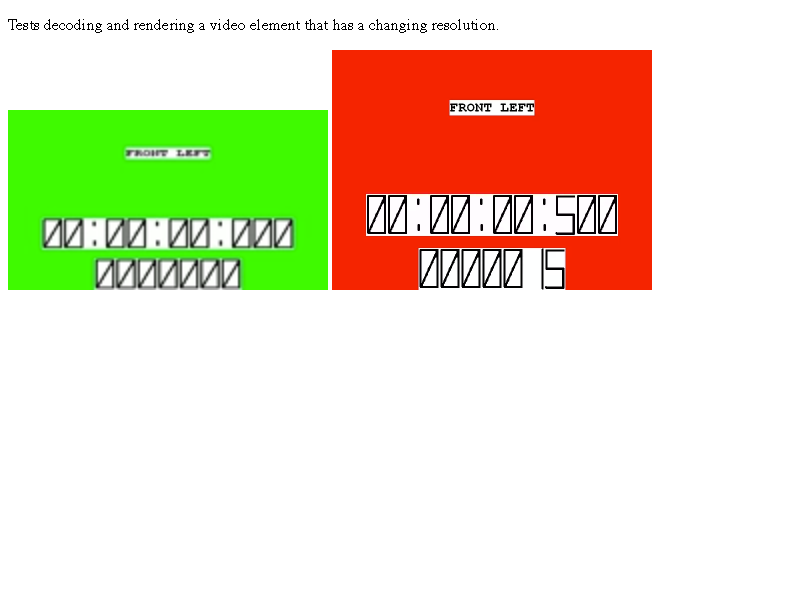 Tests decoding and rendering a video element that has a changing resolution.
FRONT LEFT
00:00:00:000
0000000
FRONT LEFT
00:00:00:500
00000 15